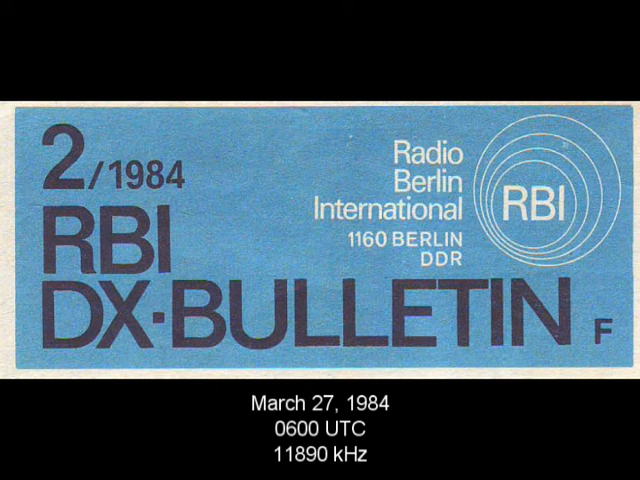 2/1984
RBI
DX·BULLETIN F
Radio
Berlin
International
1160 BERLIN
DDR
RBI
March 27, 1984
0600 UTC
11890 kHz